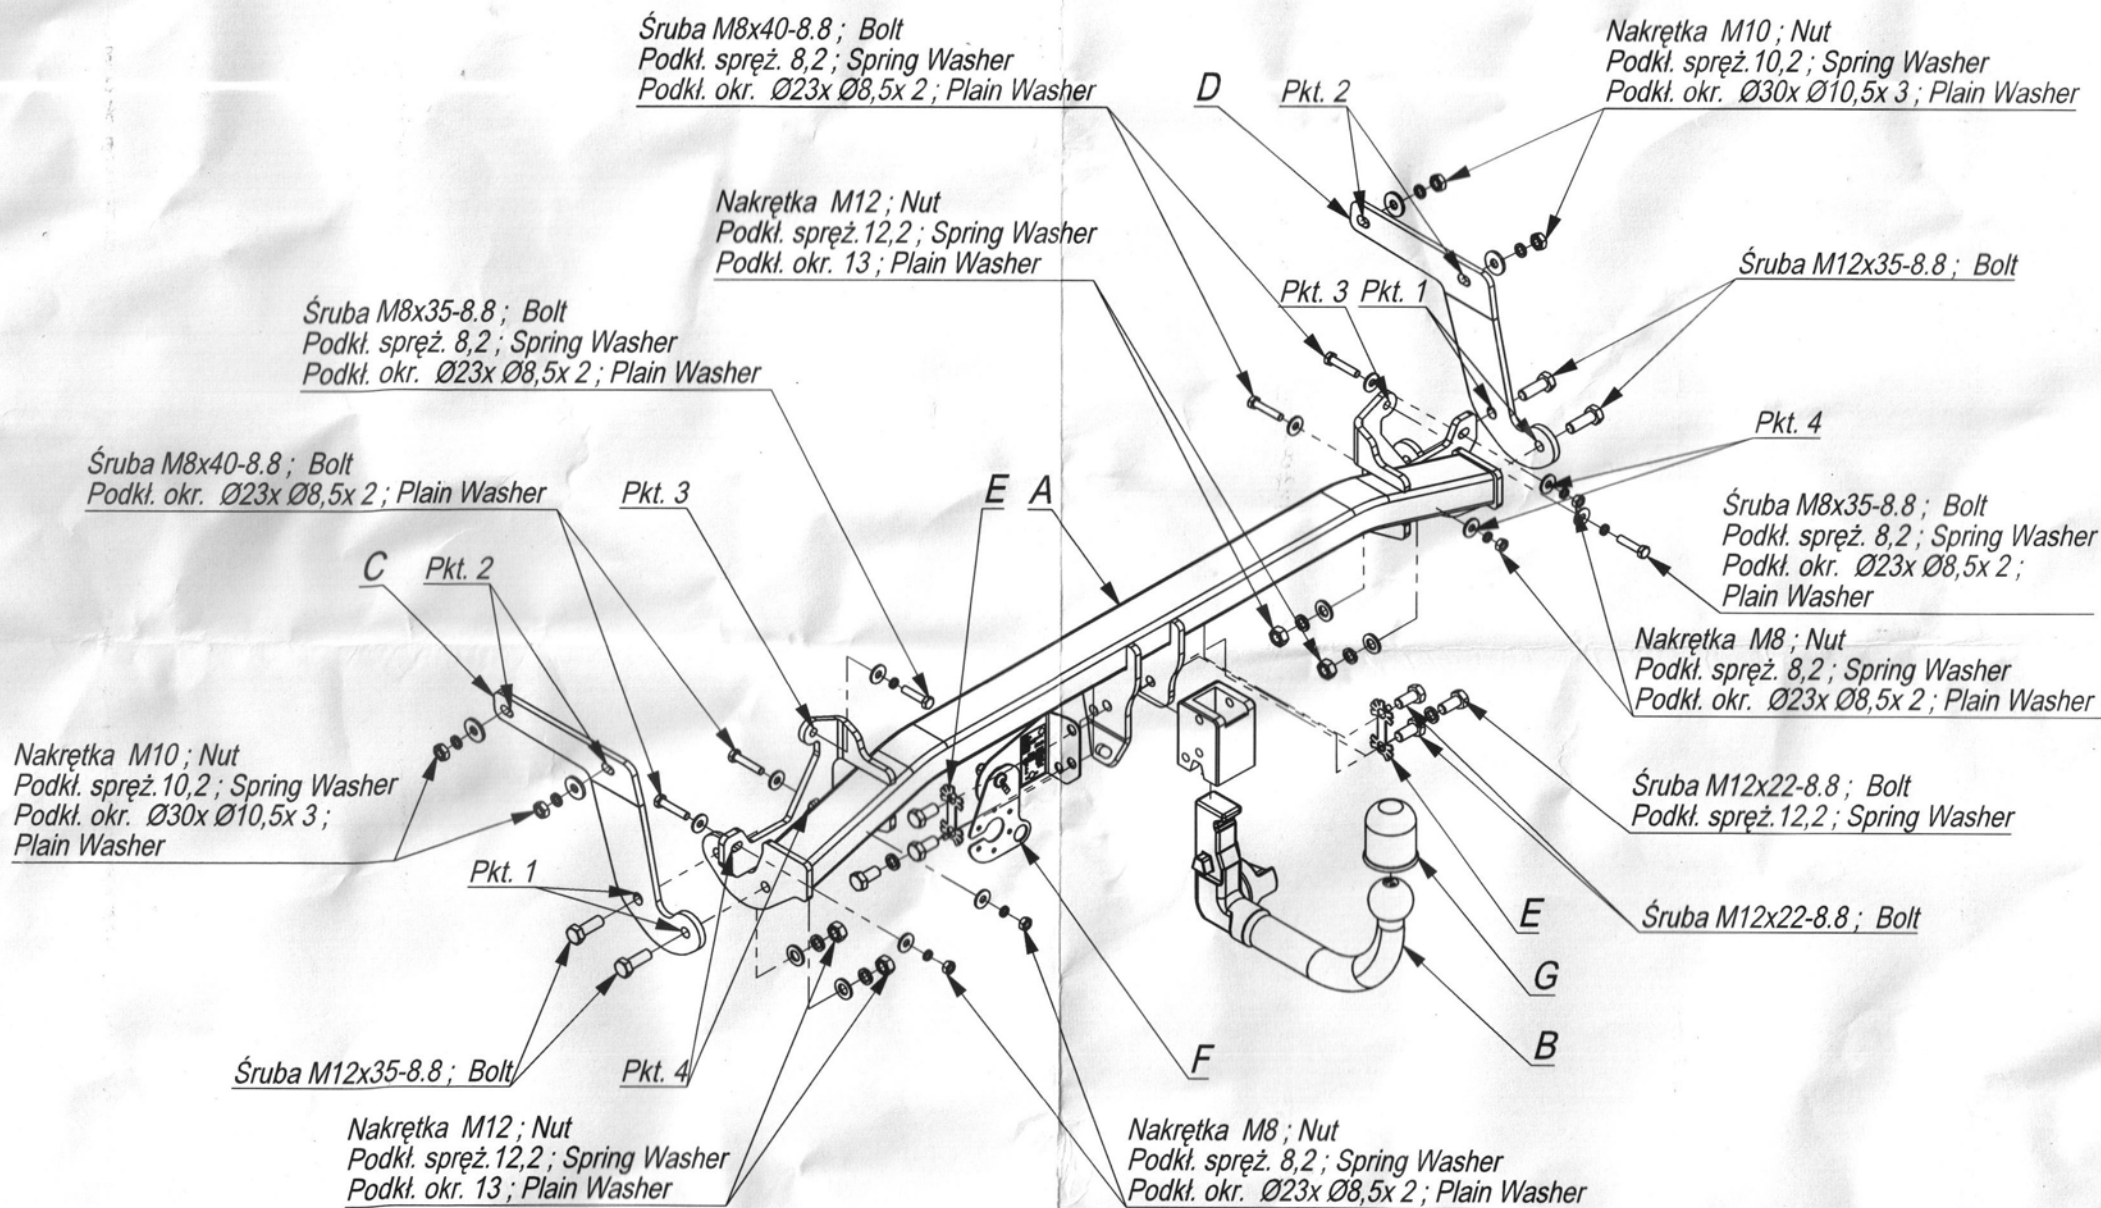 Śruba M8x40-8.8 ; Bolt
Podkł. spręż. 8,2 ; Spring Washer
Podkł. okr. Ø23x Ø8,5x 2 ; Plain Washer
D
Pkt. 2
Nakrętka M10 ; Nut
Podkł. spręż.10,2 ; Spring Washer
Podkł. okr. Ø30x Ø10,5x 3 ; Plain Washer
Nakrętka M12 ; Nut
Podkł. spręż.12,2 ; Spring Washer
Podkł. okr. 13 ; Plain Washer
Śruba M12x35-8.8 ; Bolt
Pkt. 3
Pkt. 1
Śruba M8x35-8.8 ; Bolt
Podkł. spręż. 8,2 ; Spring Washer
Podkł. okr. Ø23x Ø8,5x 2 ; Plain Washer
Pkt. 4
Śruba M8x40-8.8 ; Bolt
Podkł. okr. Ø23x Ø8,5x 2 ; Plain Washer
Pkt. 3
E
A
Śruba M8x35-8.8 ; Bolt
Podkł. spręż. 8,2 ; Spring Washer
Podkł. okr. Ø23x Ø8,5x 2 ;
Plain Washer
C
Pkt. 2
Nakrętka M8 ; Nut
Podkł. spręż. 8,2 ; Spring Washer
Podkł. okr. Ø23x Ø8,5x 2 ; Plain Washer
Nakrętka M10 ; Nut
Podkł. spręż.10,2 ; Spring Washer
Podkł. okr. Ø30x Ø10,5x 3 ;
Plain Washer
Śruba M12x22-8.8 ; Bolt
Podkł. spręż.12,2 ; Spring Washer
Pkt. 1
E
Śruba M12x22-8.8 ; Bolt
G
B
F
Śruba M12x35-8.8 ; Bolt
Pkt. 4
Nakrętka M12 ; Nut
Podkł. spręż.12,2 ; Spring Washer
Podkł. okr. 13 ; Plain Washer
Nakrętka M8 ; Nut
Podkł. spręż. 8,2 ; Spring Washer
Podkł. okr. Ø23x Ø8,5x 2 ; Plain Washer